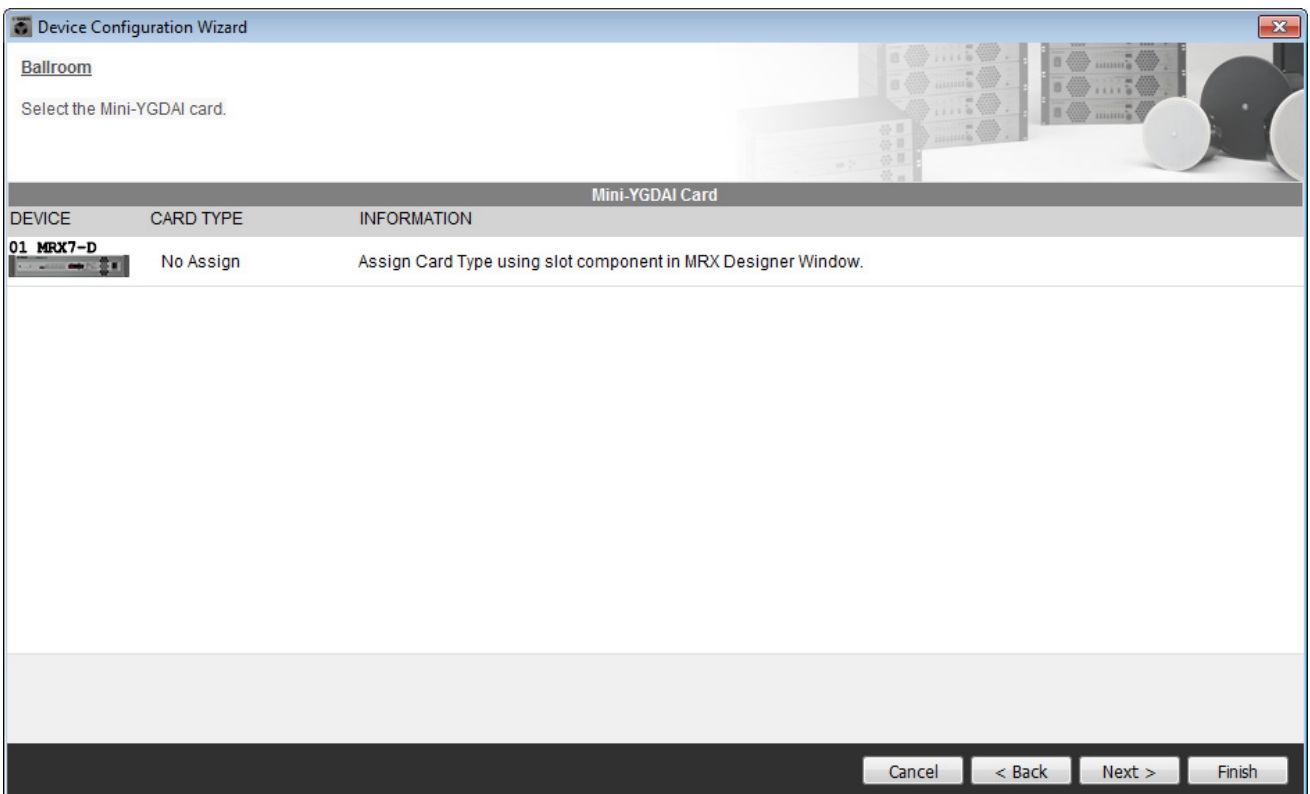 Device Configuration Wizard
Ballroom
Select the Mini-YGDAI card.
Mini-YGDAI Card
DEVICE CARD TYPE INFORMATION
01 MRX7-D
No Assign Assign Card Type using slot component in MRX Designer Window.
Cancel < Back Next > Finish